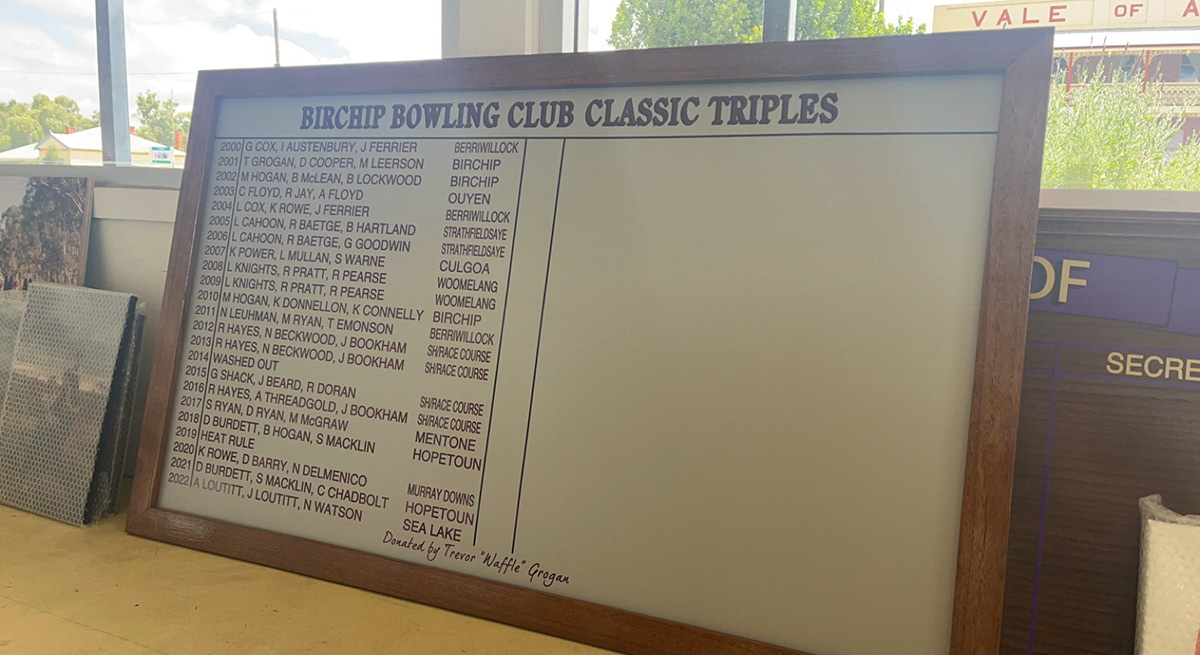 VALE OF A
BIRCHIP BOWLING CLUB CLASSIC TRIPLES
2000 G COX, I AUSTENBURY, J FERRIER BERRIWILLOCK
2001 T GROGAN, D COOPER, M LEERSON BIRCHIP
2002 M HOGAN, B McLEAN, B LOCKWOOD BIRCHIP
2003 C FLOYD, R JAY, A FLOYD OUYEN
2004 L COX, K ROWE, J FERRIER BERRIWILLOCK
2005 L CAHOON, R BAETGE, B HARTLAND STRATHFIELDSAYE
2006 L CAHOON, R BAETGE, G GOODWIN STRATHFIELDSAYE
2007 K POWER, L MULLAN, S WARNE CULGOA
2008 L KNIGHTS, R PRATT, R PEARSE WOOMELANG
2009 L KNIGHTS, R PRATT, R PEARSE WOOMELANG
2010 M HOGAN, K DONNELLON, K CONNELLY BIRCHIP
2011 N LEUHMAN, M RYAN, T EMONSON BERRIWILLOCK
2012 R HAYES, N BECKWOOD, J BOOKHAM SH/RACE COURSE
2013 R HAYES, N BECKWOOD, J BOOKHAM SH/RACE COURSE
2014 WASHED OUT
2015 G SHACK, J BEARD, R DORAN SH/RACE COURSE
2016 R HAYES, A THREADGOLD, J BOOKHAM SH/RACE COURSE
2017 S RYAN, D RYAN, M McGRAW MENTONE
2018 D BURDETT, B HOGAN, S MACKLIN HOPETOUN
2019 HEAT RULE
2020 K ROWE, D BARRY, N DELMENICO MURRAY DOWNS
2021 D BURDETT, S MACKLIN, C CHADBOLT HOPETOUN
2022 A LOUTITT, J LOUTITT, N WATSON SEA LAKE
Donated by Trevor "Waffle" Grogan
OF
SECRE